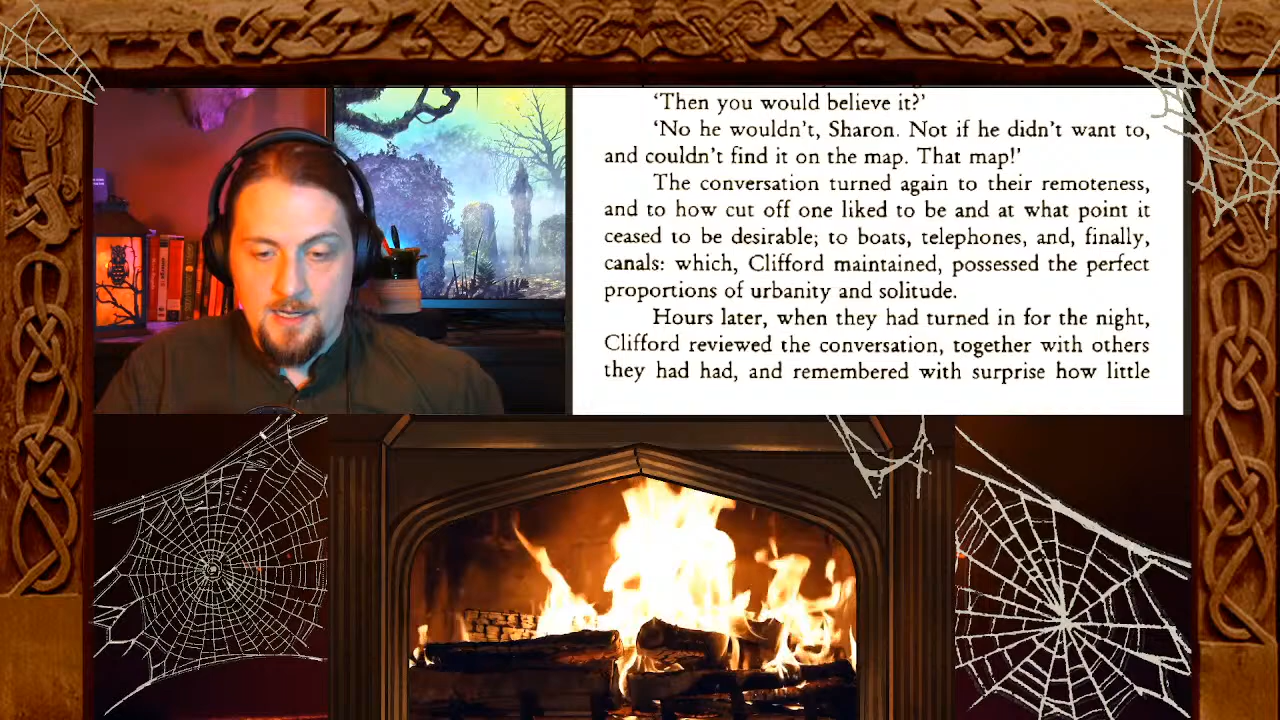 ‘Then you would believe it?’
‘No he wouldn’t, Sharon. Not if he didn’t want to,
and couldn’t find it on the map. That map!’
The conversation turned again to their remoteness,
and to how cut off one liked to be and at what point it
ceased to be desirable; to boats, telephones, and, finally,
canals: which, Clifford maintained, possessed the perfect
proportions of urbanity and solitude.
Hours later, when they had turned in for the night,
Clifford reviewed the conversation, together with others
they had had, and remembered with surprise how little